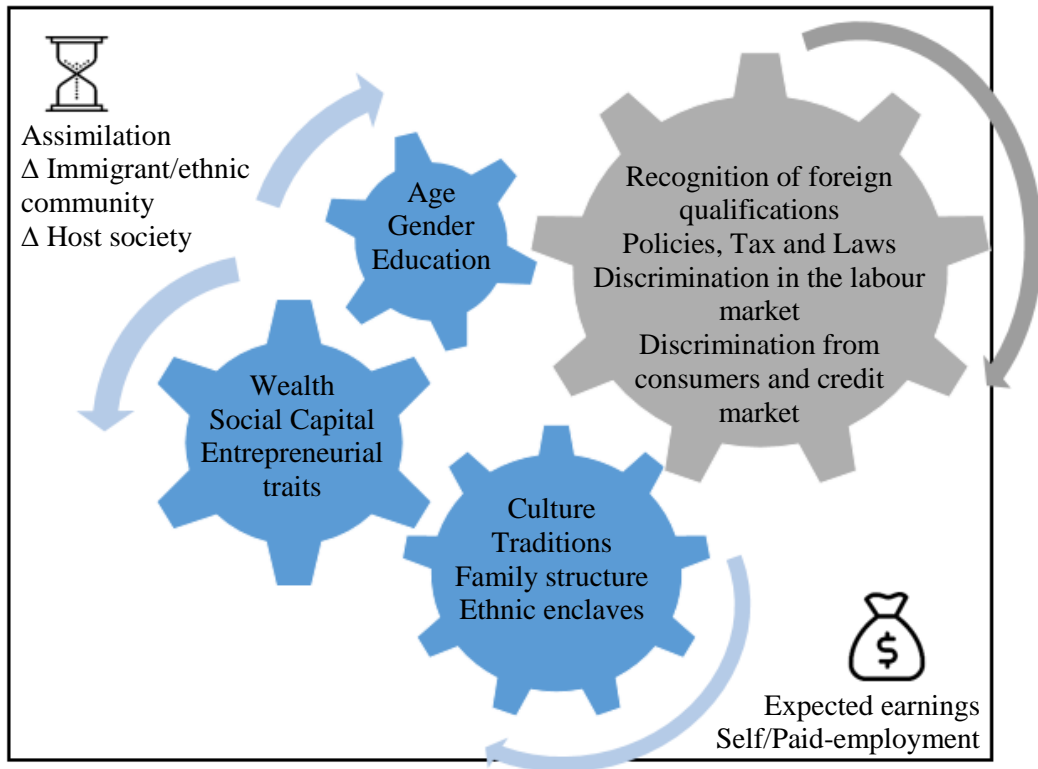 Assimilation
Δ Immigrant/ethnic
community
Δ Host society
Age
Gender
Education
Recognition of foreign
qualifications
Policies, Tax and Laws
Discrimination in the labour
market
Discrimination from
consumers and credit
market
Wealth
Social Capital
Entrepreneurial
traits
Culture
Traditions
Family structure
Ethnic enclaves
$
Expected earnings
Self/Paid-employment